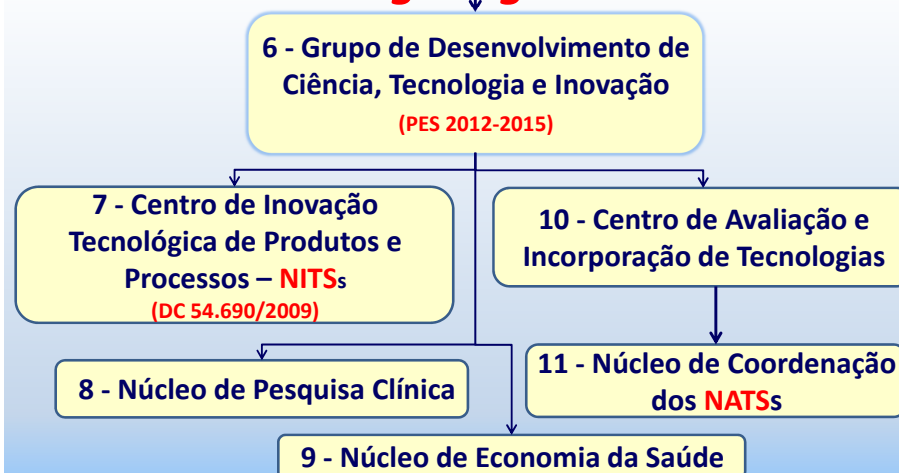 6 - Grupo de Desenvolvimento de
Ciência, Tecnologia e Inovação
(PES 2012-2015)
7 - Centro de Inovação
Tecnológica de Produtos e
Processos – NITSs
(DC 54.690/2009)
10 - Centro de Avaliação e
Incorporação de Tecnologias
8 - Núcleo de Pesquisa Clínica
11 - Núcleo de Coordenação
dos NATSs
9 - Núcleo de Economia da Saúde